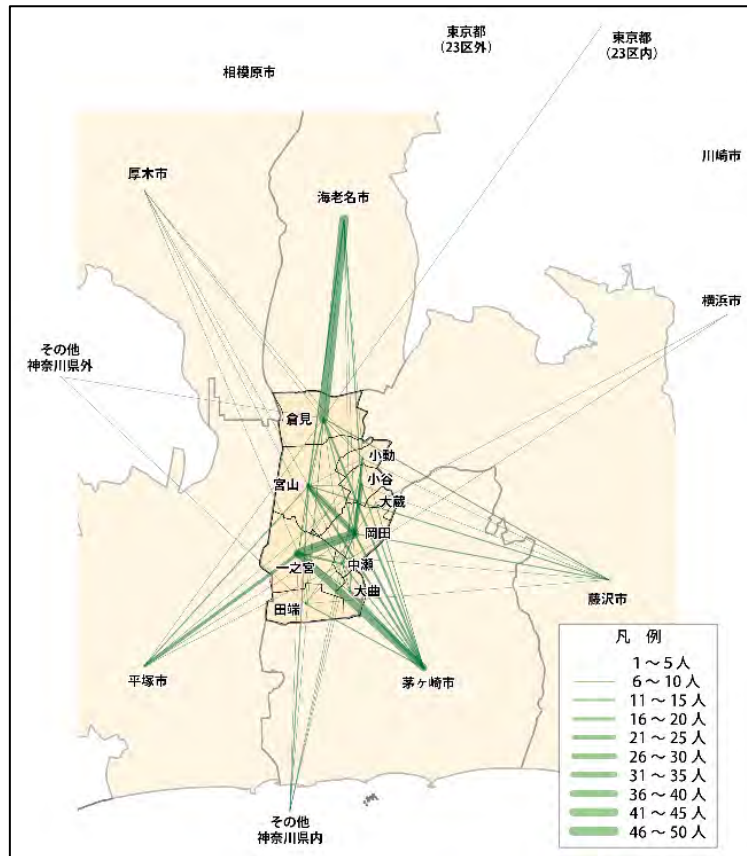 東京都
（23区外）
東京都
（23区内）
相模原市
川崎市
厚木市
海老名市
横浜市
その他
神奈川県外
倉見
小動
小谷
宮山
大蔵
岡田
一之宮
中瀬
大曲
田端
藤沢市
平塚市
茅ヶ崎市
その他
神奈川県内
凡 例
1～5人
6～10人
11～15人
16～20人
21～25人
26～30人
31～35人
36～40人
41～45人
46～50人